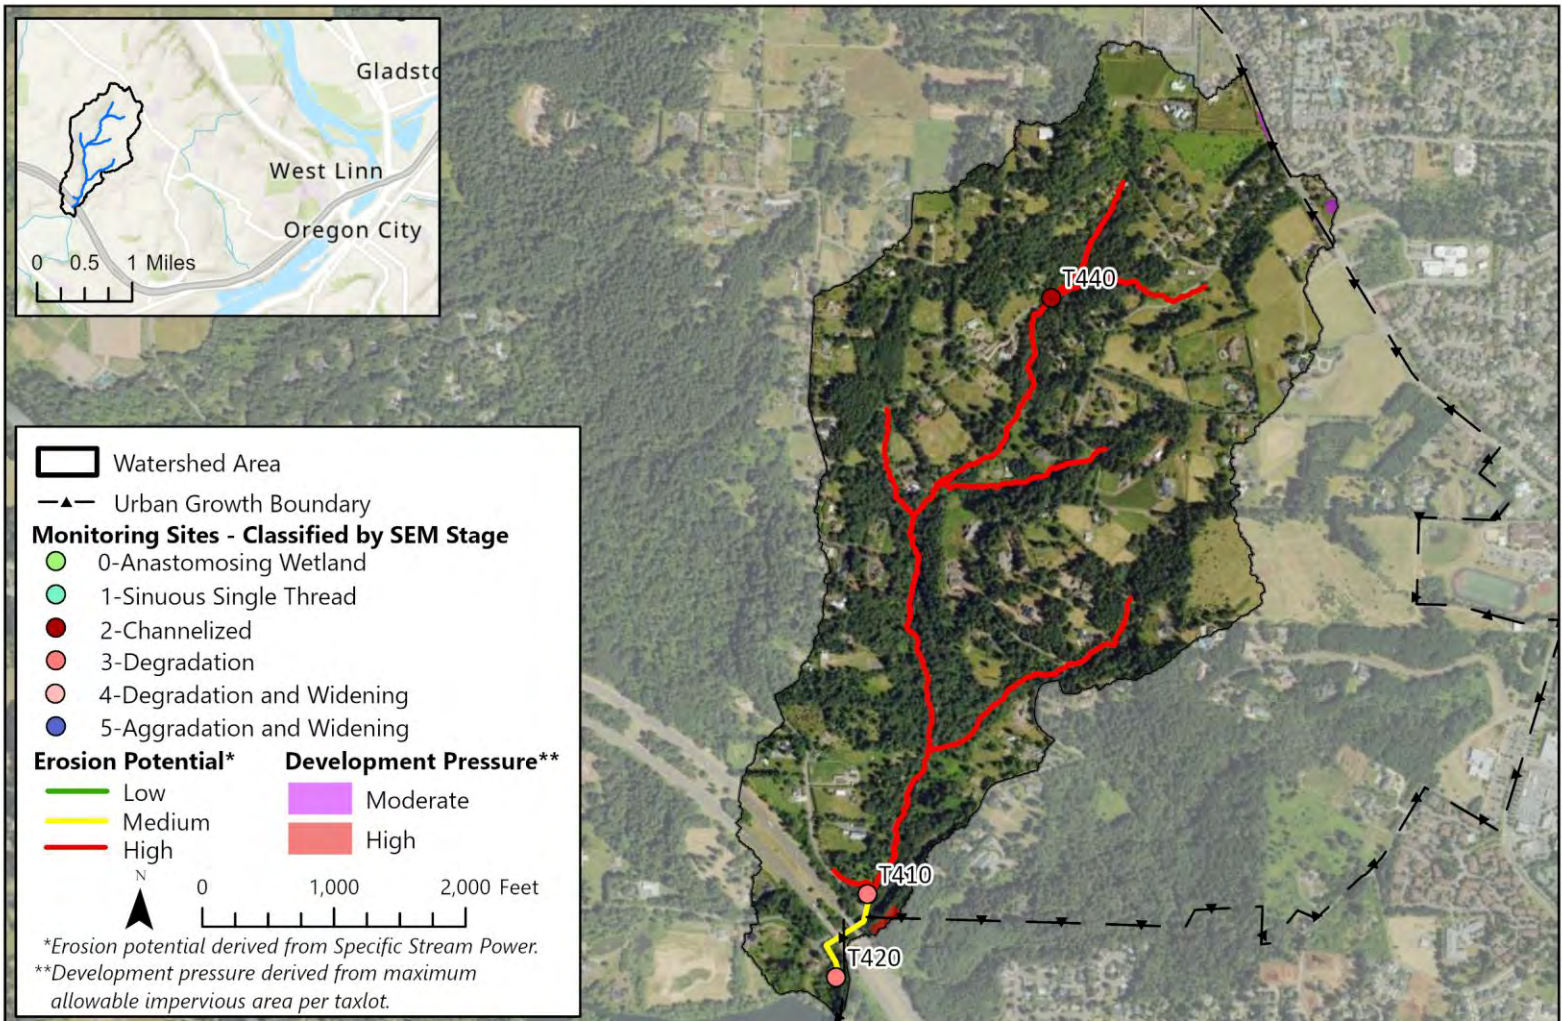 Gladsto
West Linn
Oregon City
0 0.5 1 Miles
T440
T410
T420
Watershed Area
Urban Growth Boundary
Monitoring Sites - Classified by SEM Stage
0-Anastomosing Wetland
1-Sinuous Single Thread
2-Channelized
3-Degradation
4-Degradation and Widening
5-Aggradation and Widening
Erosion Potential*
Low
Medium
High
Development Pressure**
Moderate
High
N
0 1,000 2,000 Feet
*Erosion potential derived from Specific Stream Power.
**Development pressure derived from maximum
allowable impervious area per taxlot.